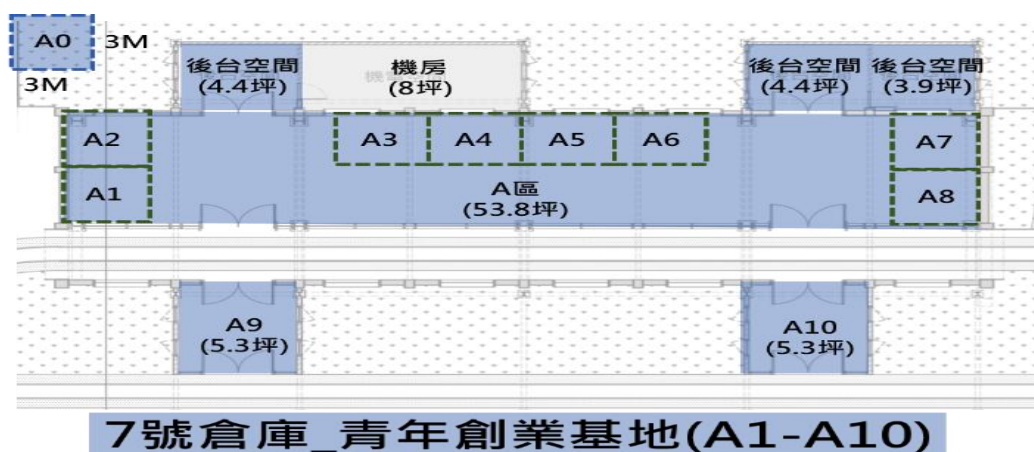 A0 3M
3M
後台空間
(4.4坪)
機房
(8坪)
後台空間
(4.4坪)
後台空間
(3.9坪)
A2
A3
A4
A5
A6
A7
A1
A區
(53.8坪)
A8
A9
(5.3坪)
A10
(5.3坪)
7號倉庫_青年創業基地(A1-A10)